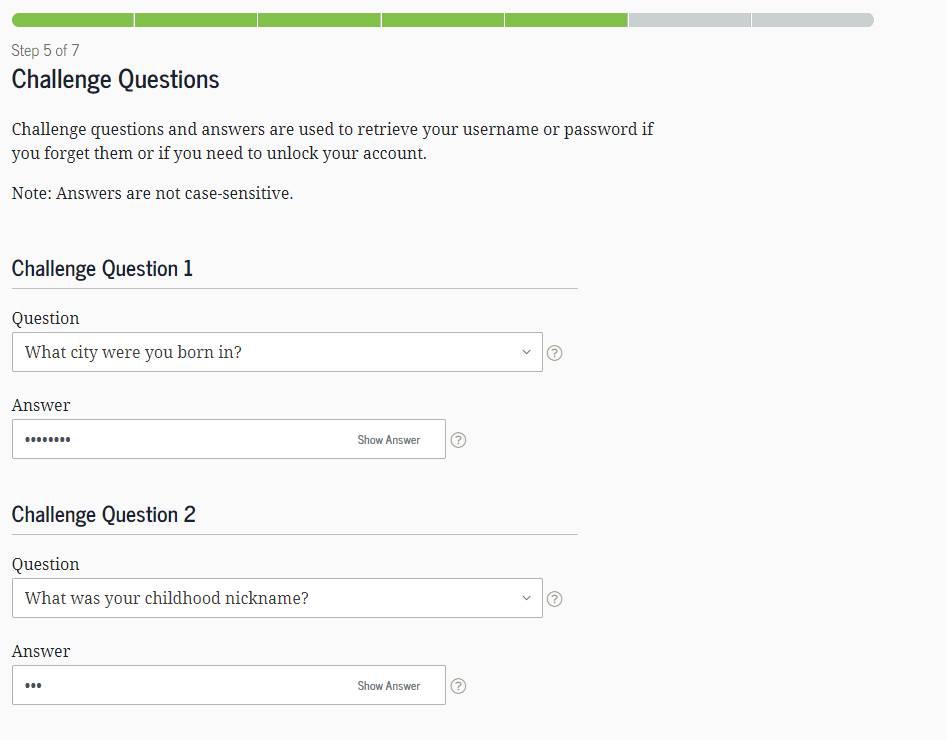 Step 5 of 7
Challenge Questions
Challenge questions and answers are used to retrieve your username or password if
you forget them or if you need to unlock your account.
Note: Answers are not case-sensitive.
Challenge Question 1
Question
What city were you born in?
?
Answer
•••••••• Show Answer
?
Challenge Question 2
Question
What was your childhood nickname?
?
Answer
••• Show Answer
?